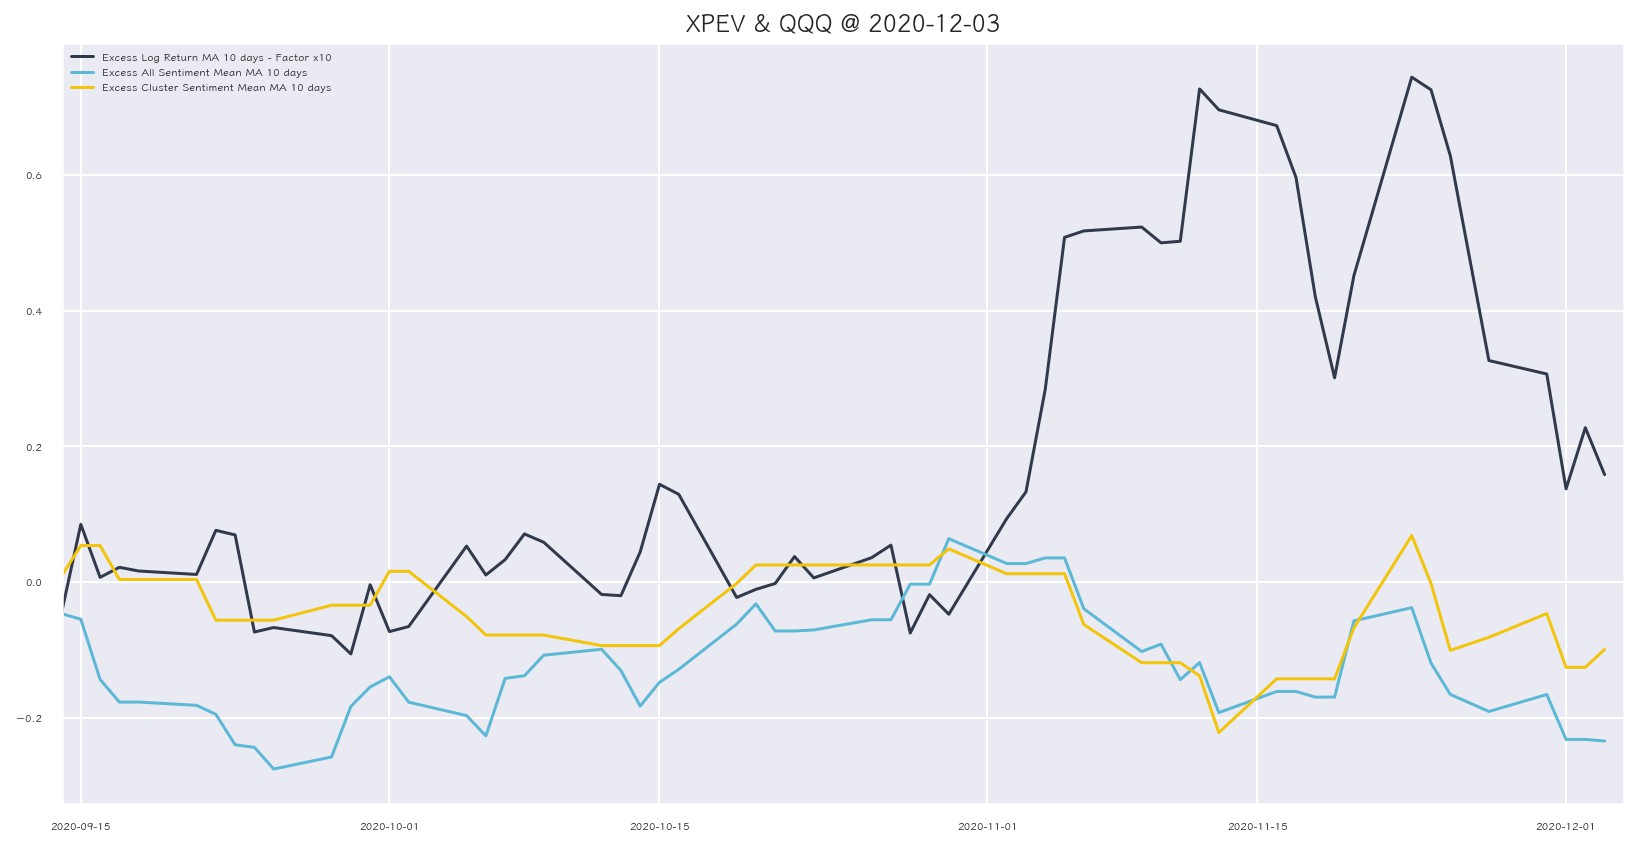 XPEV & QQQ @ 2020-12-03
Excess Log Return MA 10 days - Factor x10
Excess All Sentiment Mean MA 10 days
Excess Cluster Sentiment Mean MA 10 days
0.6
0.4
0.2
0.0
−0.2
2020-09-15 2020-10-01 2020-10-15 2020-11-01 2020-11-15 2020-12-01